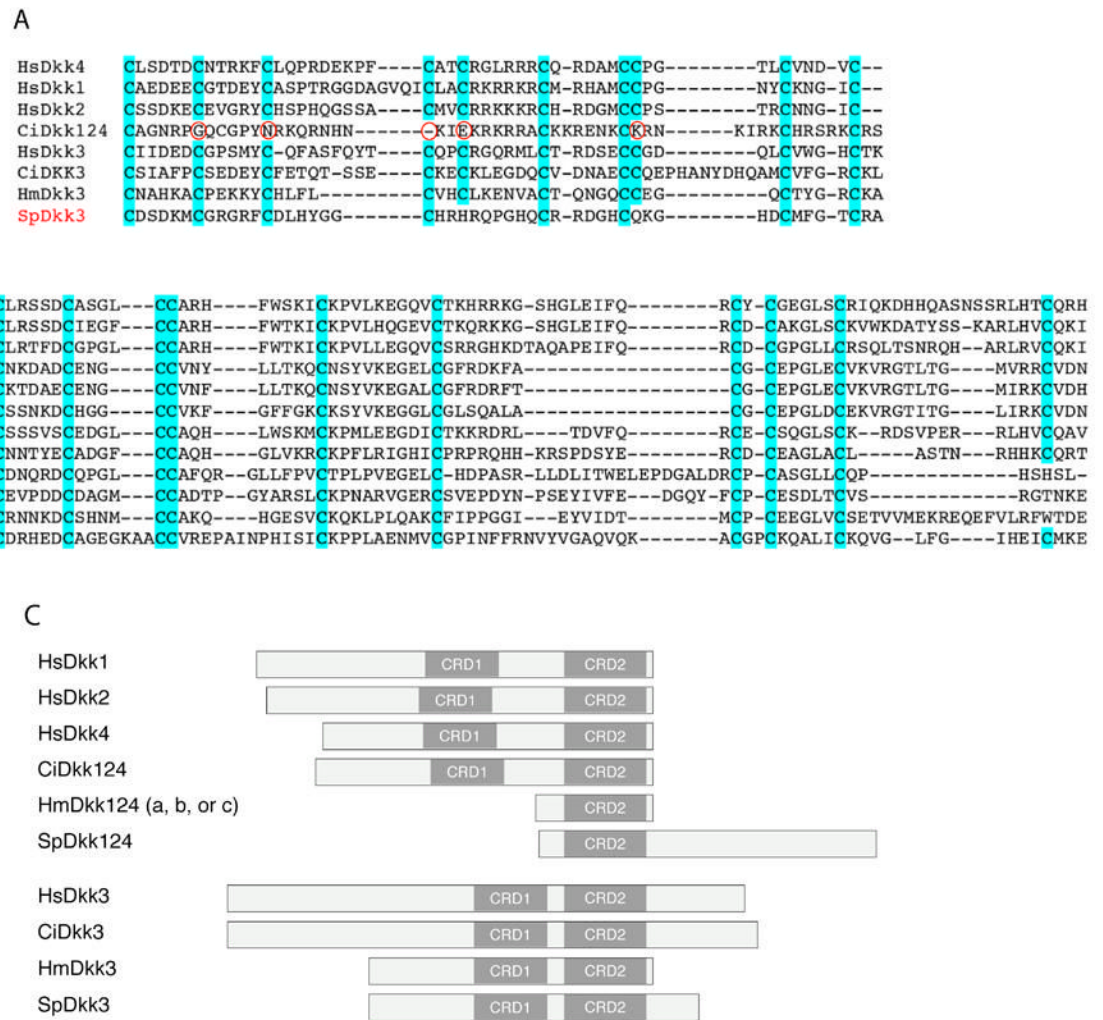 A
HsDkk4 CLSDTDCNTRKFCLQPRDEKPF----CATCRGLRRRCQ-RDAMCCPG--------TLCVND-VC--
HsDkk1 CAEDEECGTDEYCASPTRGGDAGVQICLACRKRRKRCM-RHAMCCPG--------NYCKNG-IC--
HsDkk2 CSSDKECEVGRYCHSPHQGSSA----CMVCRRKKKRCH-RDGMCCPS--------TRCNNG-IC--
CiDkk124 CAGNRPGQCGPYNRKQRNHN-------KIEKRKRRACKKRENKCKRN------KIRKCHRSRKCRS
HsDkk3 CIIDEDCGPSMYC-QFASFQYT----CQPCRGQRMLCT-RDSECCGD--------QLCVWG-HCTK
CiDKK3 CSIAFPCSEDEYCFETQT-SSE----CKECKLEGDQCV-DNAECCQEPHANYDHQAMCVFG-RCKL
HmDkk3 CNAHKACPEKKYCHLFL---------CVHCLKENVACT-QNGQCCEG---------QCTYG-RCKA
SpDkk3 CDSDKMCGRGRFCDLHYGG-------CHRHRQPGHQCR-RDGHCQKG--------HDCMFG-TCRA
CLRSSDCASGL---CCARH----FWSKICKPVLKEGQVCTKHRRKG-SHGLEIFQ--------RCY-CGEGLSCRIQKDHHQASNSSRLHTCQRH
CLRSSDCIEGF---CCARH----FWTKICKPVLHQGEVCTKQRKKG-SHGLEIFQ--------RCD-CAKGLSCKVWKDATYSS-KARLHVCQKI
CLRTFDCGPGL---CCARH----FWTKICKPVLLEGQVCSRRGHKDTAQAPEIFQ--------RCD-CGPGLLCRSQLTSNRQH--ARLRVCQKI
CNKDADCENG----CCVNY----LLTKQCNSYVKEGELCGFRDKFA-----------------CG-CEPGLECVKVRGTLTG----MVRRCVDN
CKTDAECENG----CCVNF----LLTKQCNSYVKEGELCGFRDRFT-----------------CG-CEPGLECVKVRGTLTG----MIRKCVDH
CSSNKDCHGG----CCVKF----GFFGKCKSYVKEGGLCGLSQALA-----------------CG-CEPGLDCEKVRGTITG----LIRKCVDN
CSSSVSCEDGL---CCAQH----LWSKMCKPMLEEGDICTKKRDRL----TDVFQ--------RCE-CSQGLSCK--RDSVPER---RLHVCQAV
CNNTYECADGF---CCAQH----GLVKRCKPFLRIGHICPRPRQHH-KRSPDSYE--------RCD-CEAGLACL-----ASTN---RHHKCQRT
CDNQRDCQPGL---CCAFQR--GLLFPVCTPLPVEGELC-HDPASR-LLDLITWELEPDGALDRCP-CASGLLCQP-----------HSHSL-
CEVPDDCDAGM---CCADTP--GYARSLCKPNARVGERCSVEPDYN-PSEYIVFE---DGQY-FCP-CESDLTCVS-----------RGTNKE
CRNNKDCSHNM---CCAKQ----HGESVCKQKLPLQAKCFIPPGGI---EYVIDT--------MCP-CEEGLVCSETVVMEKREQEFVLRFWTDE
CDRHEDCAGEGKAACCVREPAINPHISICKPPLAENMVCGPINFFRNVYVGAQVQK-------ACGPCKQALICKQVG--LFG----IHEICMKE
C
HsDkk1 CRD1 CRD2
HsDkk2 CRD1 CRD2
HsDkk4 CRD1 CRD2
CiDkk124 CRD1 CRD2
HmDkk124 (a, b, or c) CRD2
SpDkk124 CRD2
HsDkk3 CRD1 CRD2
CiDkk3 CRD1 CRD2
HmDkk3 CRD1 CRD2
SpDkk3 CRD1 CRD2